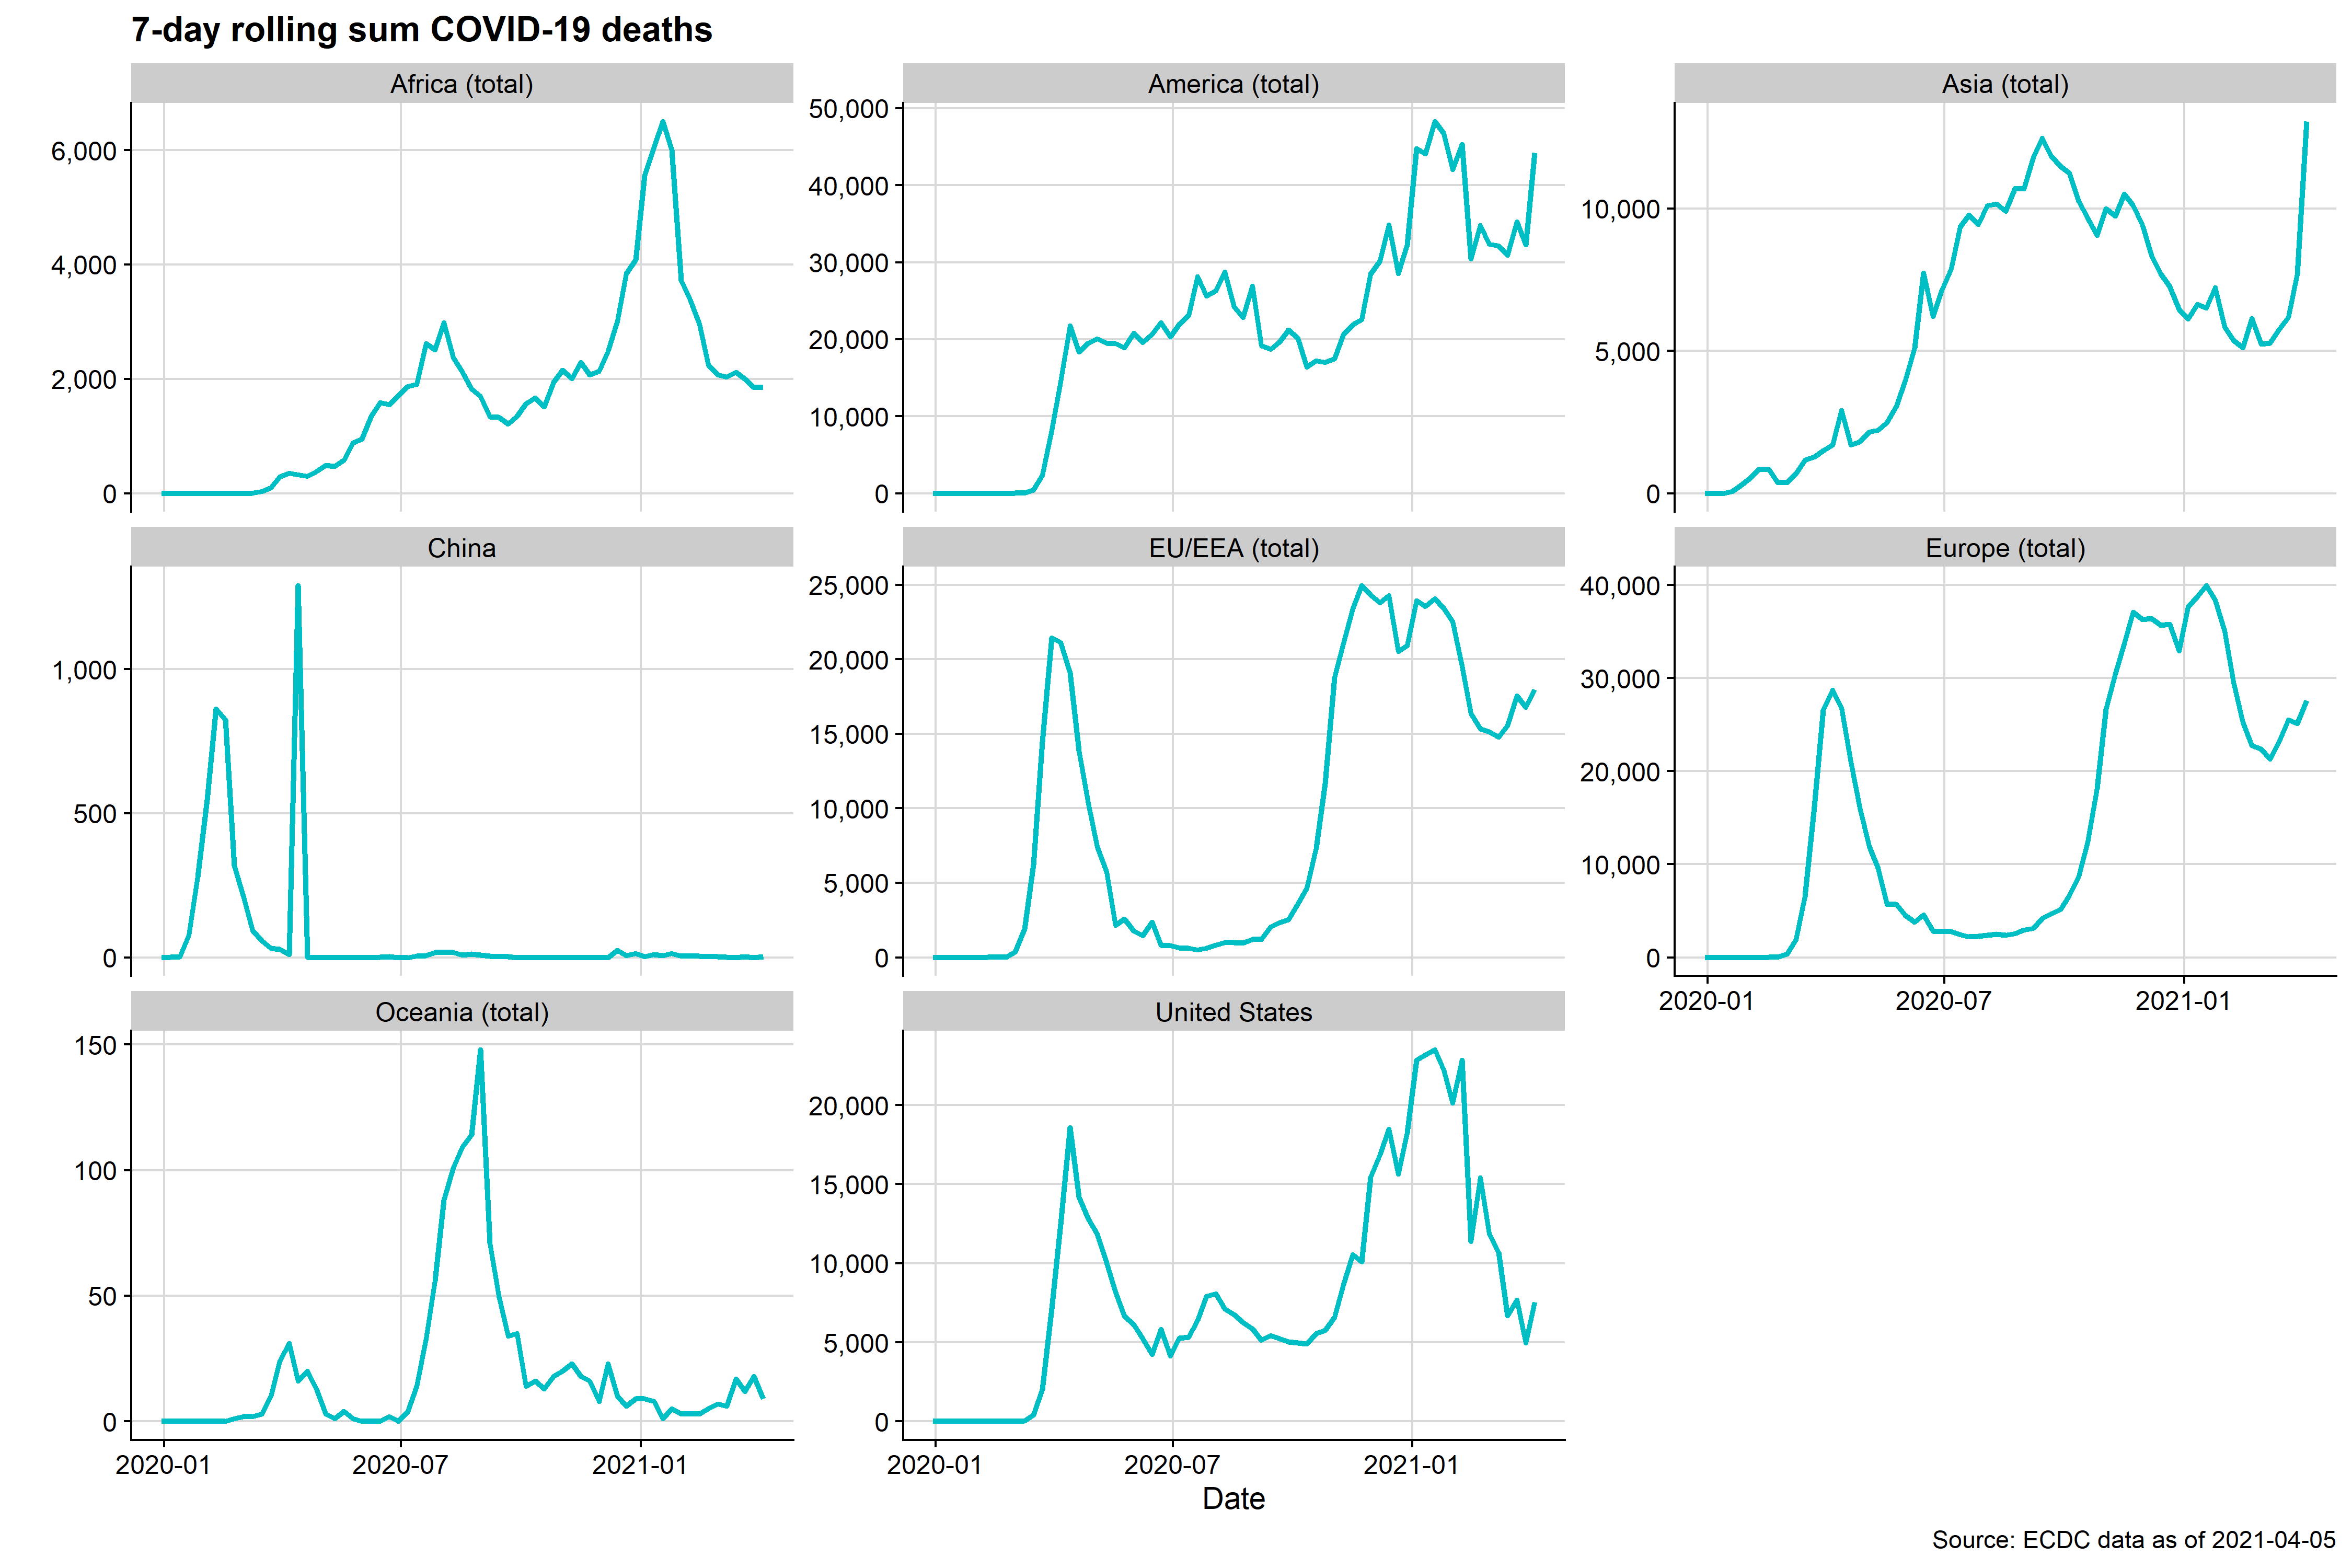 7-day rolling sum COVID-19 deaths
Africa (total)
6,000
4,000
2,000
0
America (total)
50,000
40,000
30,000
20,000
10,000
0
Asia (total)
10,000
5,000
0
China
1,000
500
0
EU/EEA (total)
25,000
20,000
15,000
10,000
5,000
0
Europe (total)
40,000
30,000
20,000
10,000
0
2020-01 2020-07 2021-01
Oceania (total)
150
100
50
0
2020-01 2020-07 2021-01
United States
20,000
15,000
10,000
5,000
0
2020-01 2020-07 2021-01
Date
Source: ECDC data as of 2021-04-05